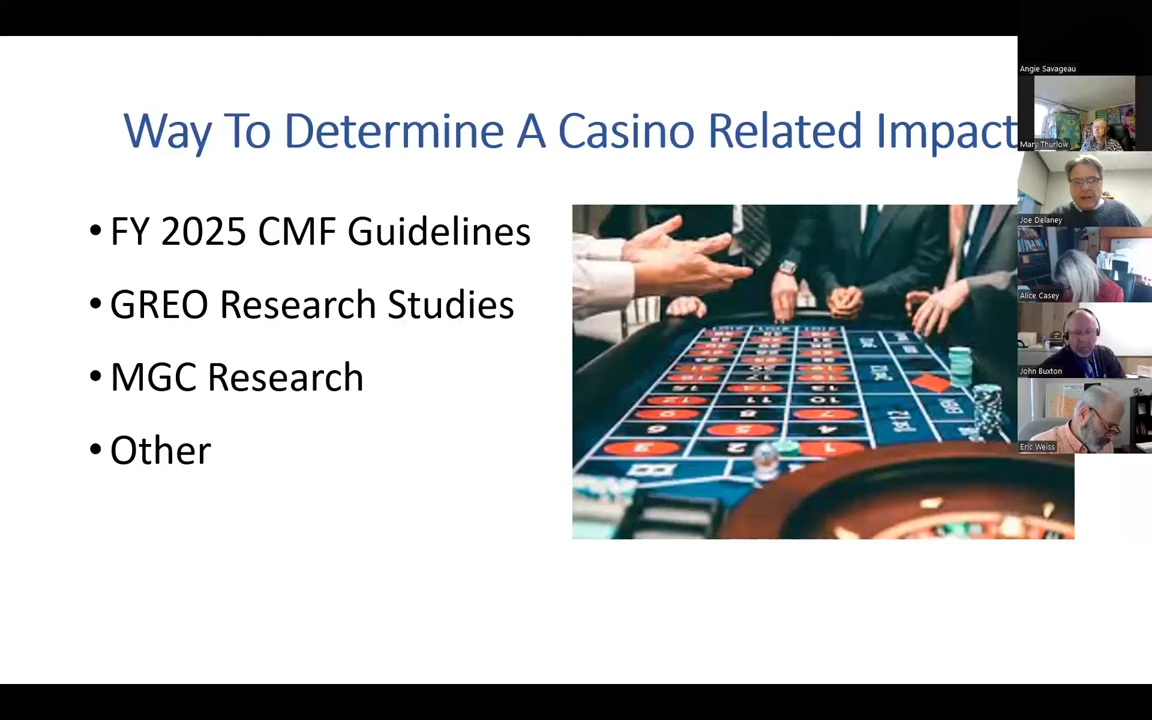 Way To Determine A Casino Related Impact
• FY 2025 CMF Guidelines
• GREO Research Studies
• MGC Research
• Other
Angie Savageau
Mary Thurlow
Joe Delaney
Alice Casey
John Buxton
Eric Weiss